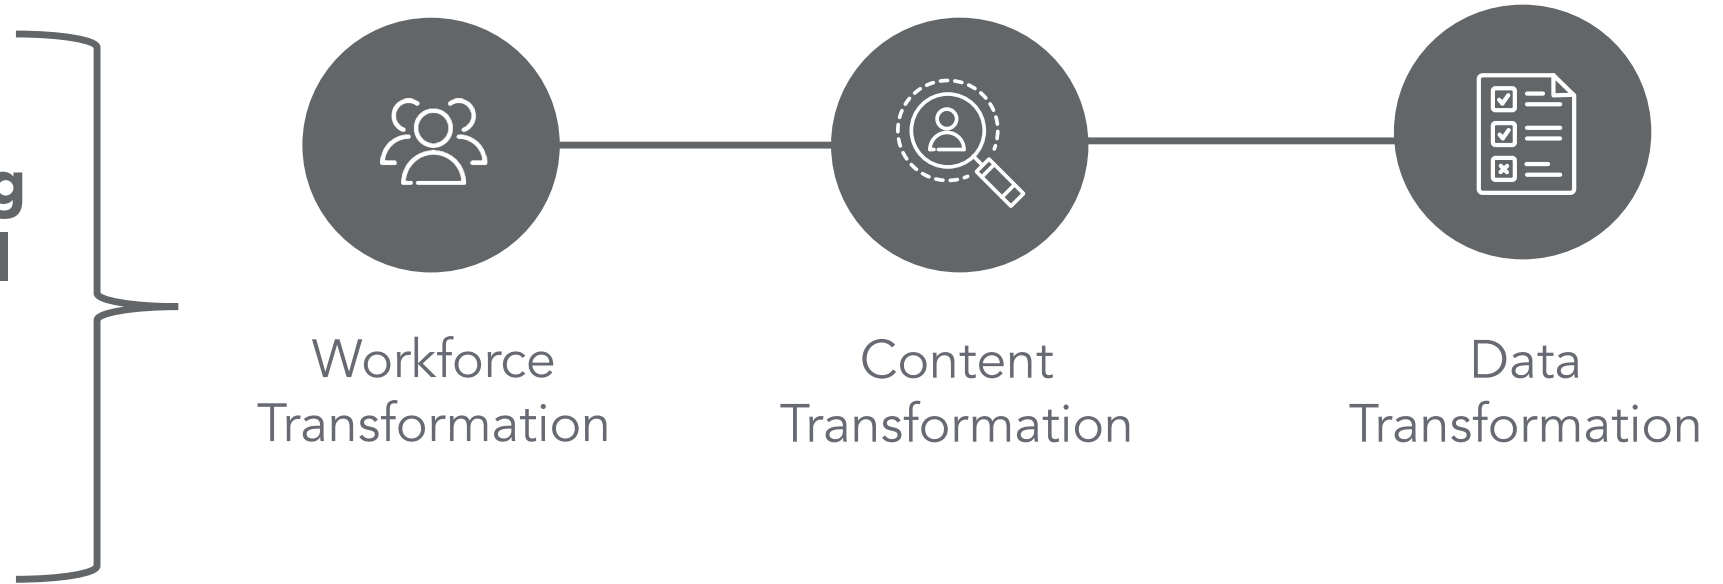 Workforce
Transformation
Content
Transformation
Data
Transformation